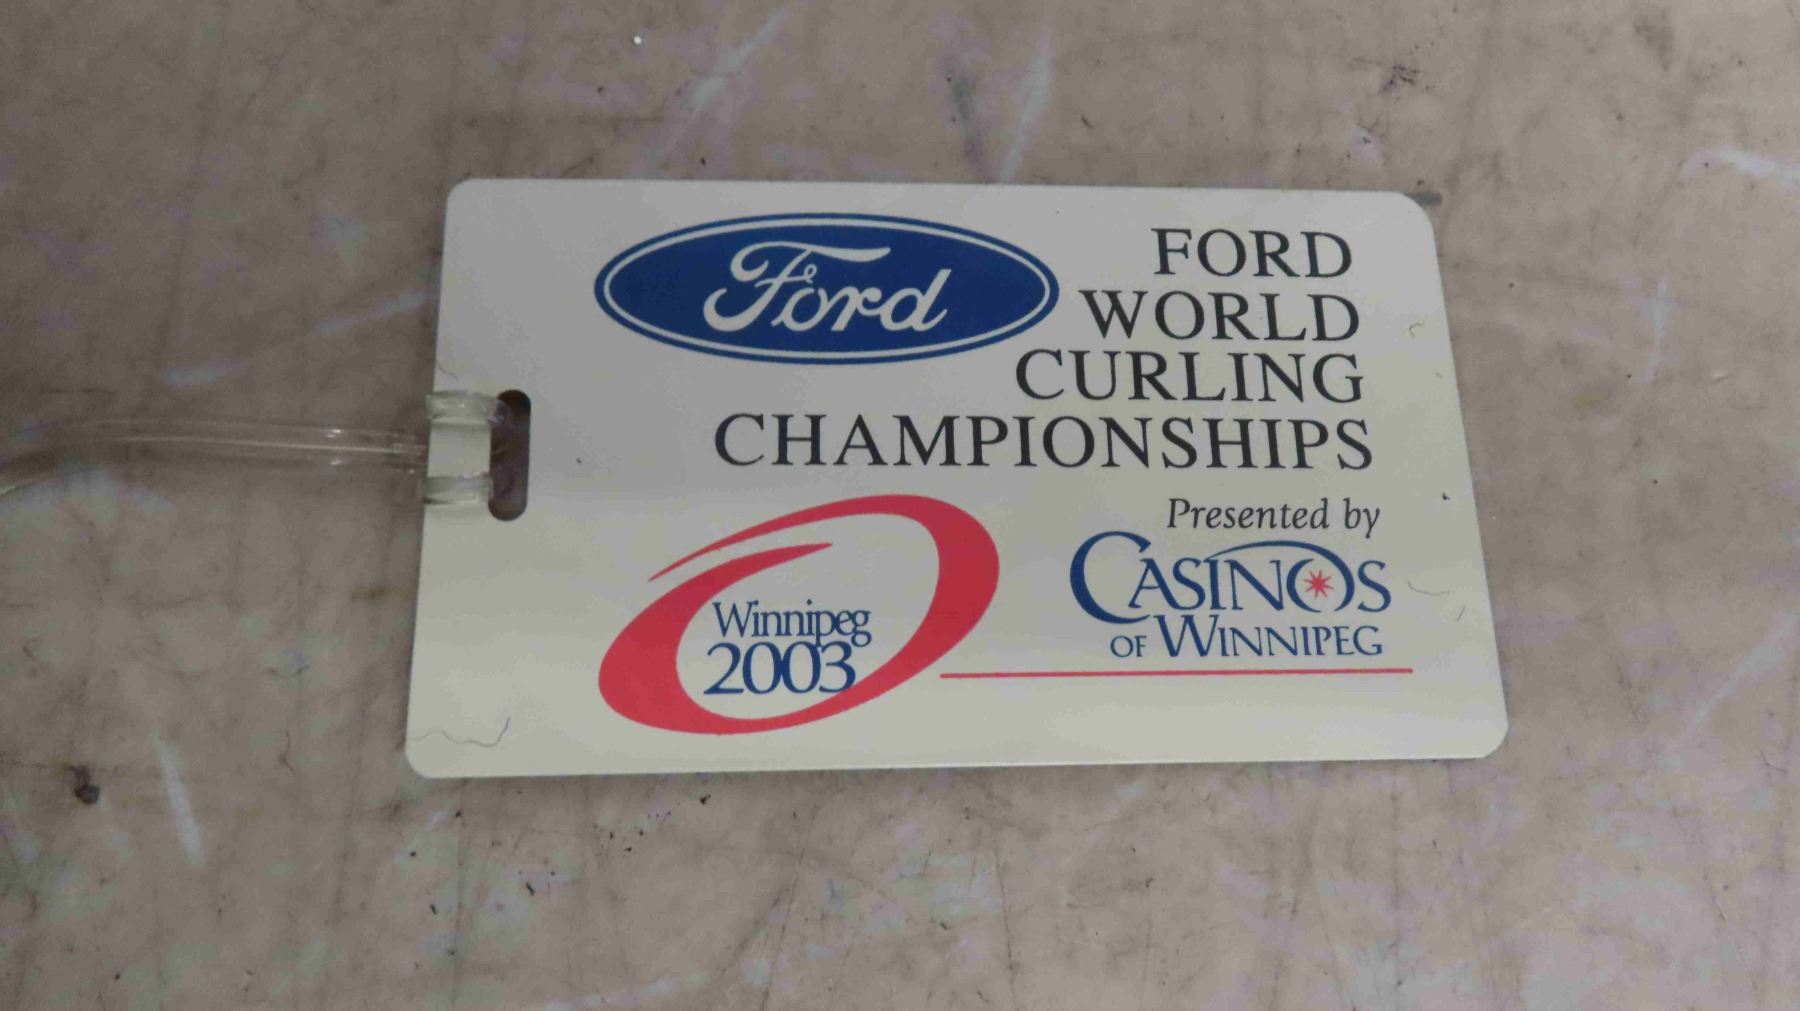 Ford
FORD
WORLD
CURLING
CHAMPIONSHIPS
Presented by
CASINOS
OF WINNIPEG
Winnipeg
2003